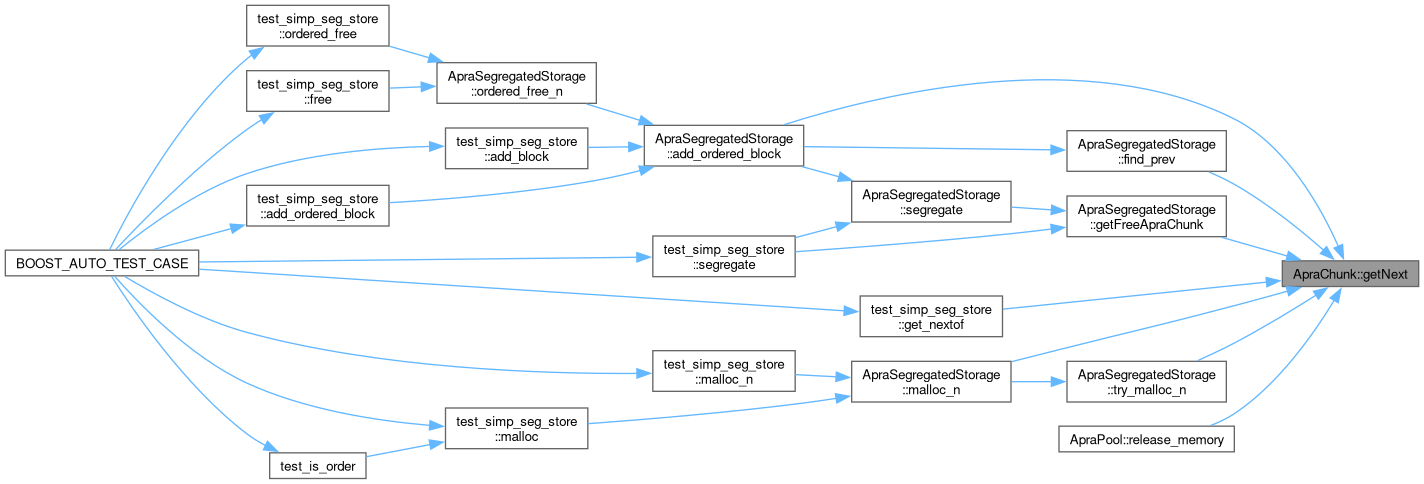 test_simp_seg_store
::ordered_free
test_simp_seg_store
::free
ApraSegregatedStorage
::ordered_free_n
test_simp_seg_store
::add_block
ApraSegregatedStorage
::add_ordered_block
ApraSegregatedStorage
::find_prev
test_simp_seg_store
::add_ordered_block
ApraSegregatedStorage
::segregate
ApraSegregatedStorage
::getFreeApraChunk
BOOST_AUTO_TEST_CASE
test_simp_seg_store
::segregate
ApraChunk::getNext
test_simp_seg_store
::get_nextof
test_simp_seg_store
::malloc_n
ApraSegregatedStorage
::malloc_n
ApraSegregatedStorage
::try_malloc_n
test_simp_seg_store
::malloc
ApraPool::release_memory
test_is_order